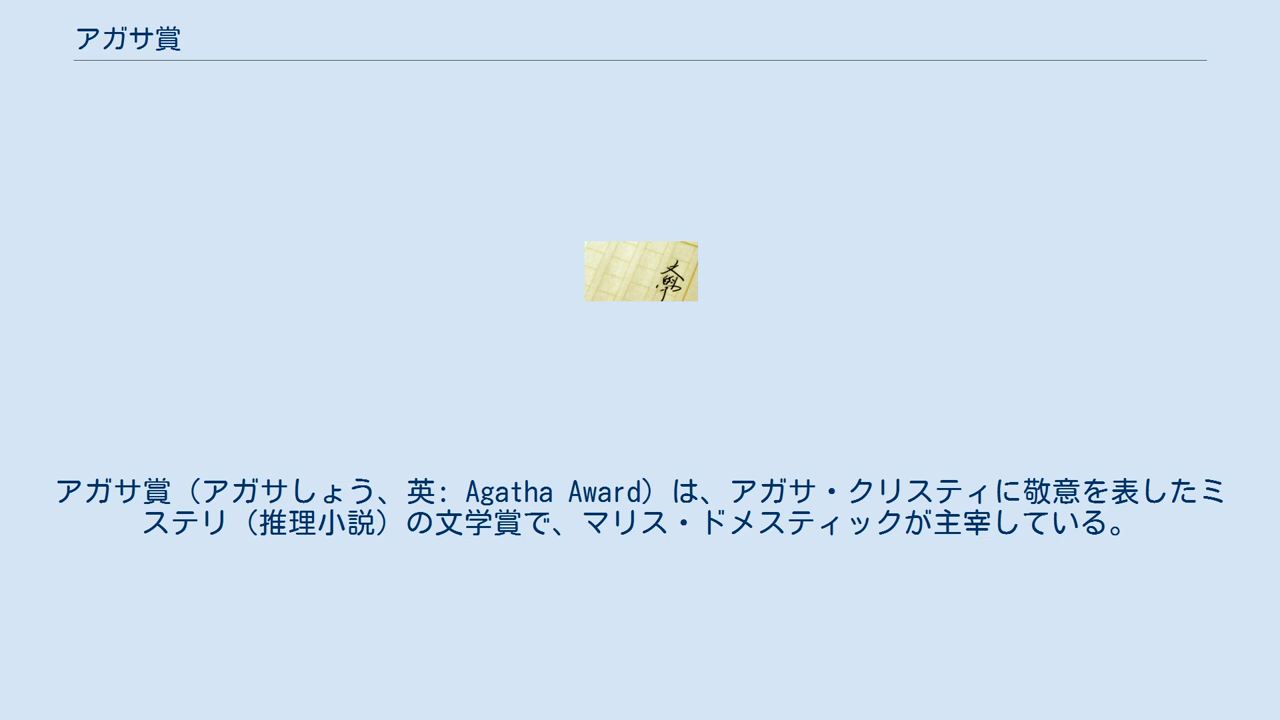 アガサ賞
アガサ賞（アガサしょう、英: Agatha Award）は、アガサ・クリスティに敬意を表したミ
ステリ（推理小説）の文学賞で、マリス・ドメスティックが主宰している。